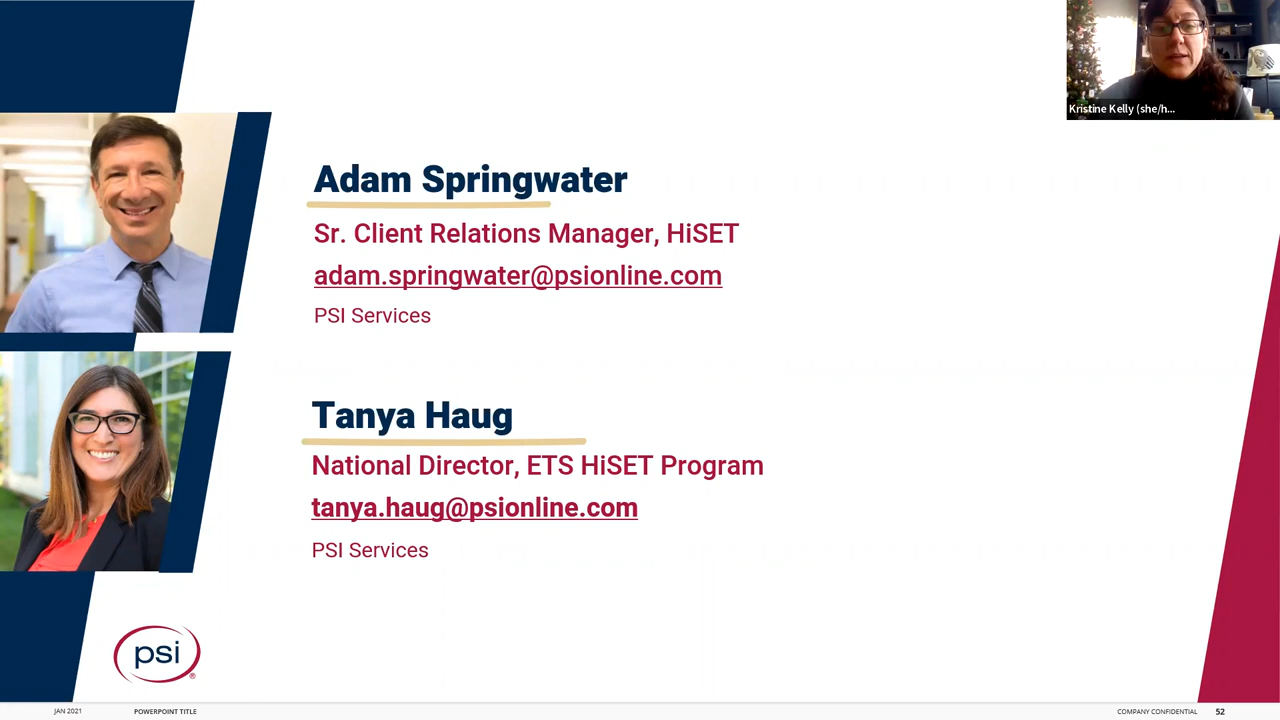 Kristine Kelly (she/h...
Adam Springwater
Sr. Client Relations Manager, HiSET
adam.springwater@psionline.com
PSI Services
Tanya Haug
National Director, ETS HiSET Program
tanya.haug@psionline.com
PSI Services
psi®
JAN 2021 POWERPOINT TITLE COMPANY CONFIDENTIAL 52